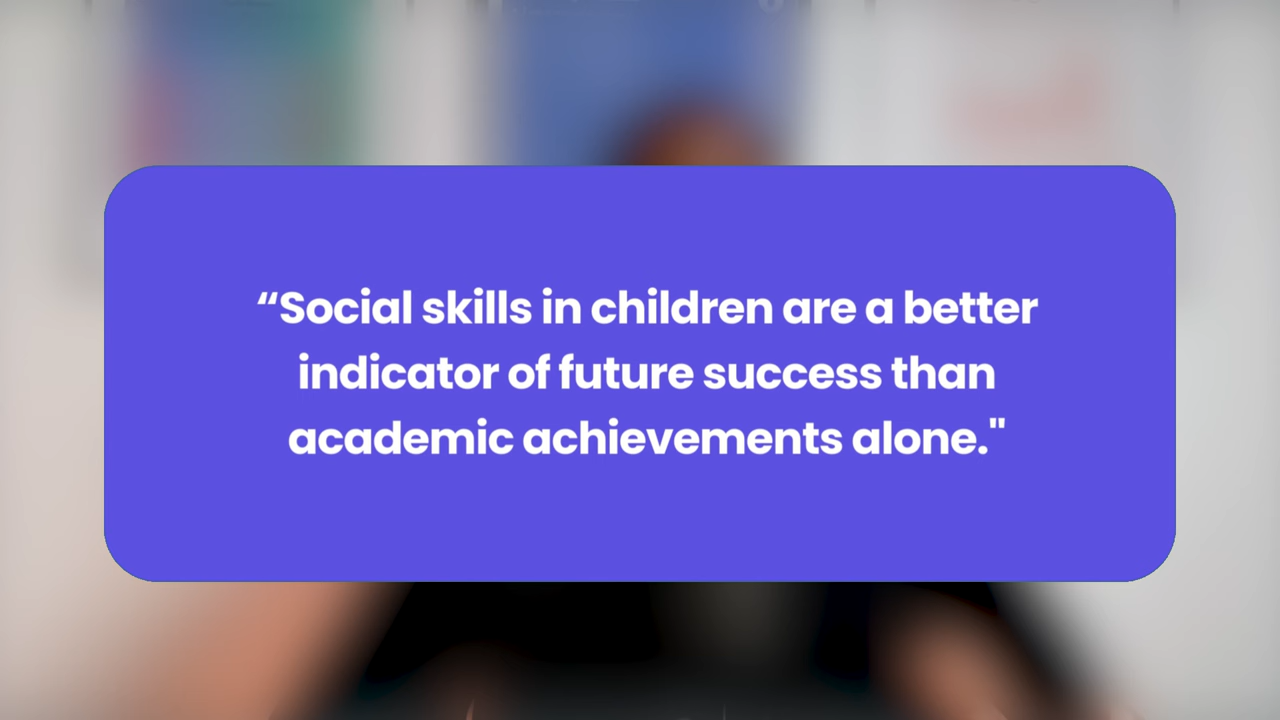 “Social skills in children are a better
indicator of future success than
academic achievements alone."